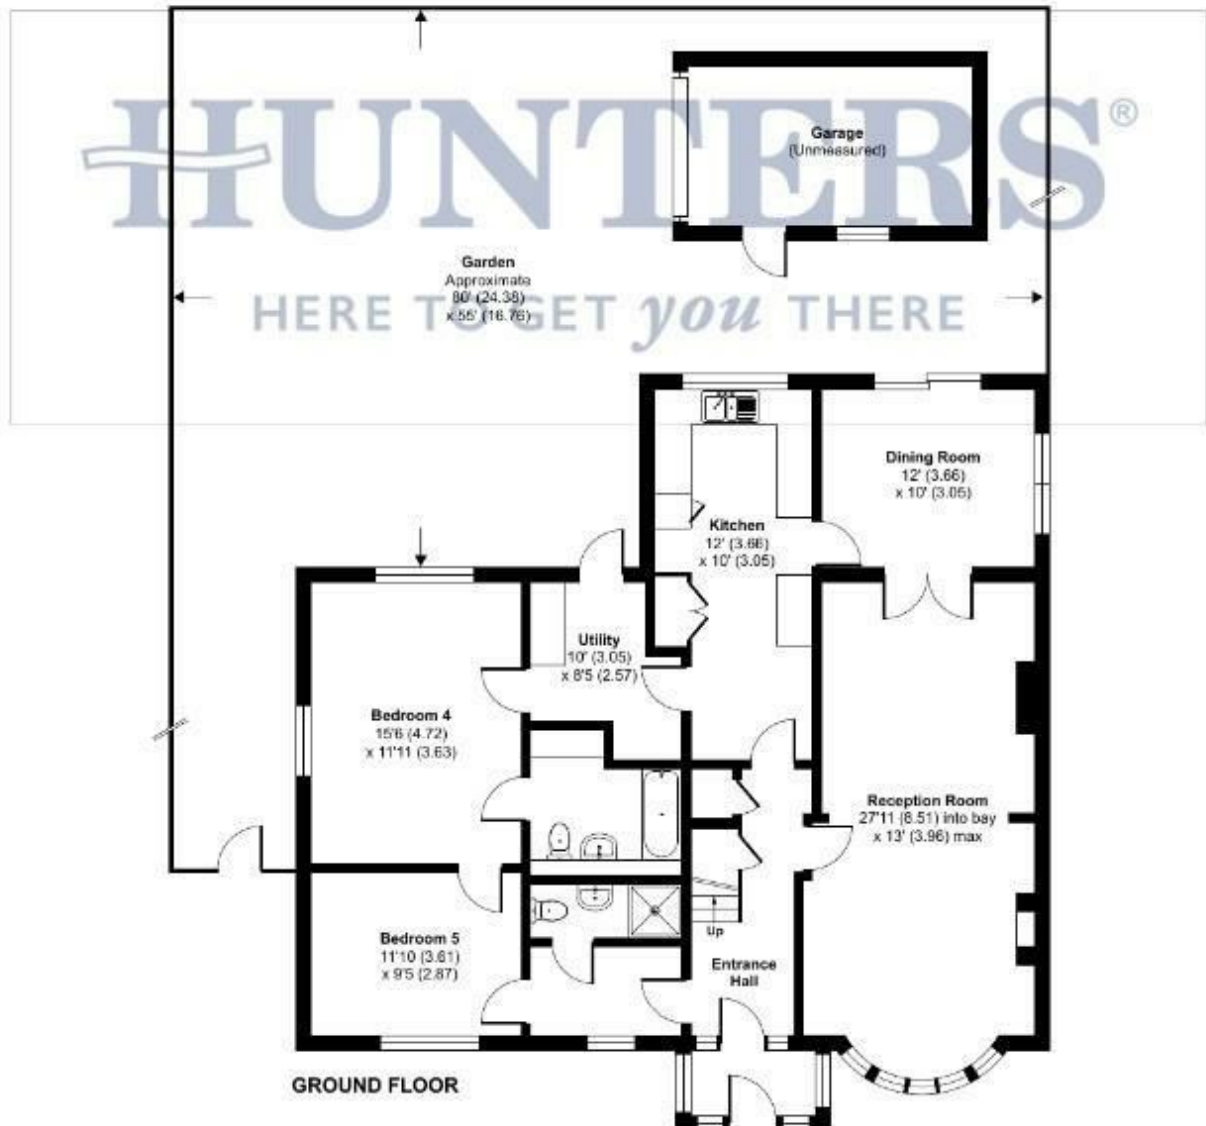 HUNTERS®
HERE TO GET you THERE
Garage
(Unmeasured)
Garden
Approximate
80' (24.38)
x 55' (16.76)
Dining Room
12' (3.66)
x 10' (3.05)
Kitchen
12' (3.66)
x 10' (3.05)
Utility
10' (3.05)
x 8'5 (2.57)
Bedroom 4
15'6 (4.72)
x 11'11 (3.63)
Reception Room
27'11 (8.51) into bay
x 13' (3.96) max
Up
Bedroom 5
11'10 (3.61)
x 9'5 (2.87)
Entrance
Hall
GROUND FLOOR